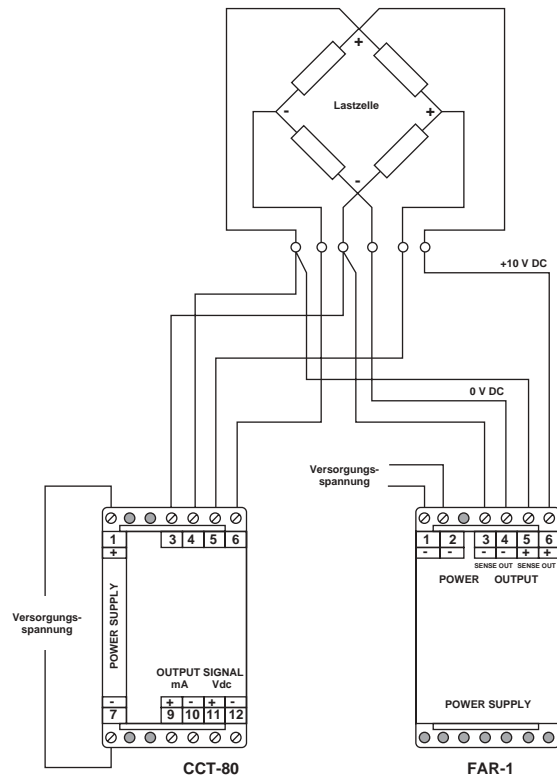 +
Lastzelle
- +
-
+10 V DC
0 V DC
Versorgungs-
spannung
1 3 4 5 6
+
POWER SUPPLY
Versorgungs-
spannung
OUTPUT SIGNAL
mA Vdc
- + - + -
7 9 10 11 12
CCT-80
1 2 3 4 5 6
- - - - + +
SENSE OUT SENSE OUT
POWER OUTPUT
POWER SUPPLY
FAR-1